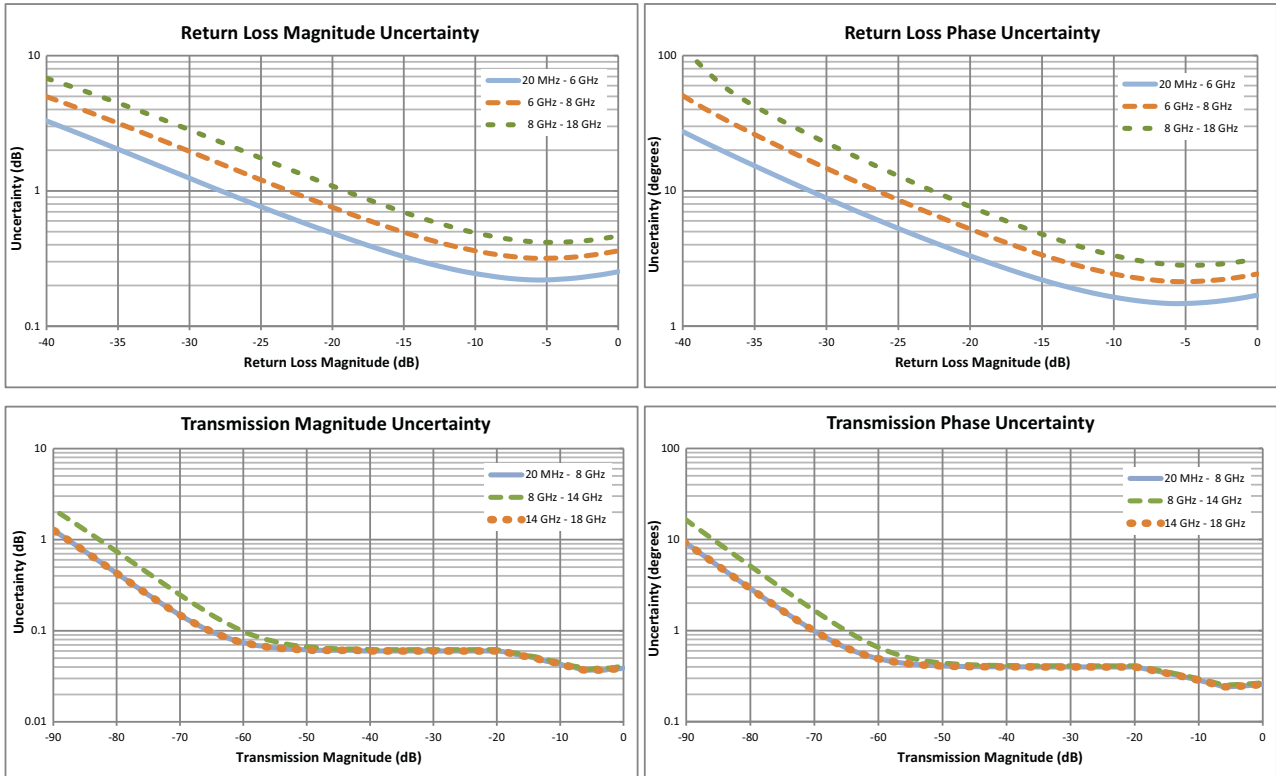 Return Loss Magnitude Uncertainty
10
1
0.1
Uncertainty (dB)
20 MHz - 6 GHz
6 GHz - 8 GHz
8 GHz - 18 GHz
-40 -35 -30 -25 -20 -15 -10 -5 0
Return Loss Magnitude (dB)
Return Loss Phase Uncertainty
100
10
1
Uncertainty (degrees)
20 MHz - 6 GHz
6 GHz - 8 GHz
8 GHz - 18 GHz
-40 -35 -30 -25 -20 -15 -10 -5 0
Return Loss Magnitude (dB)
Transmission Magnitude Uncertainty
10
1
0.1
0.01
Uncertainty (dB)
20 MHz - 8 GHz
8 GHz - 14 GHz
14 GHz - 18 GHz
-90 -80 -70 -60 -50 -40 -30 -20 -10 0
Transmission Magnitude (dB)
Transmission Phase Uncertainty
100
10
1
0.1
Uncertainty (degrees)
20 MHz - 8 GHz
8 GHz - 14 GHz
14 GHz - 18 GHz
-90 -80 -70 -60 -50 -40 -30 -20 -10 0
Transmission Magnitude (dB)